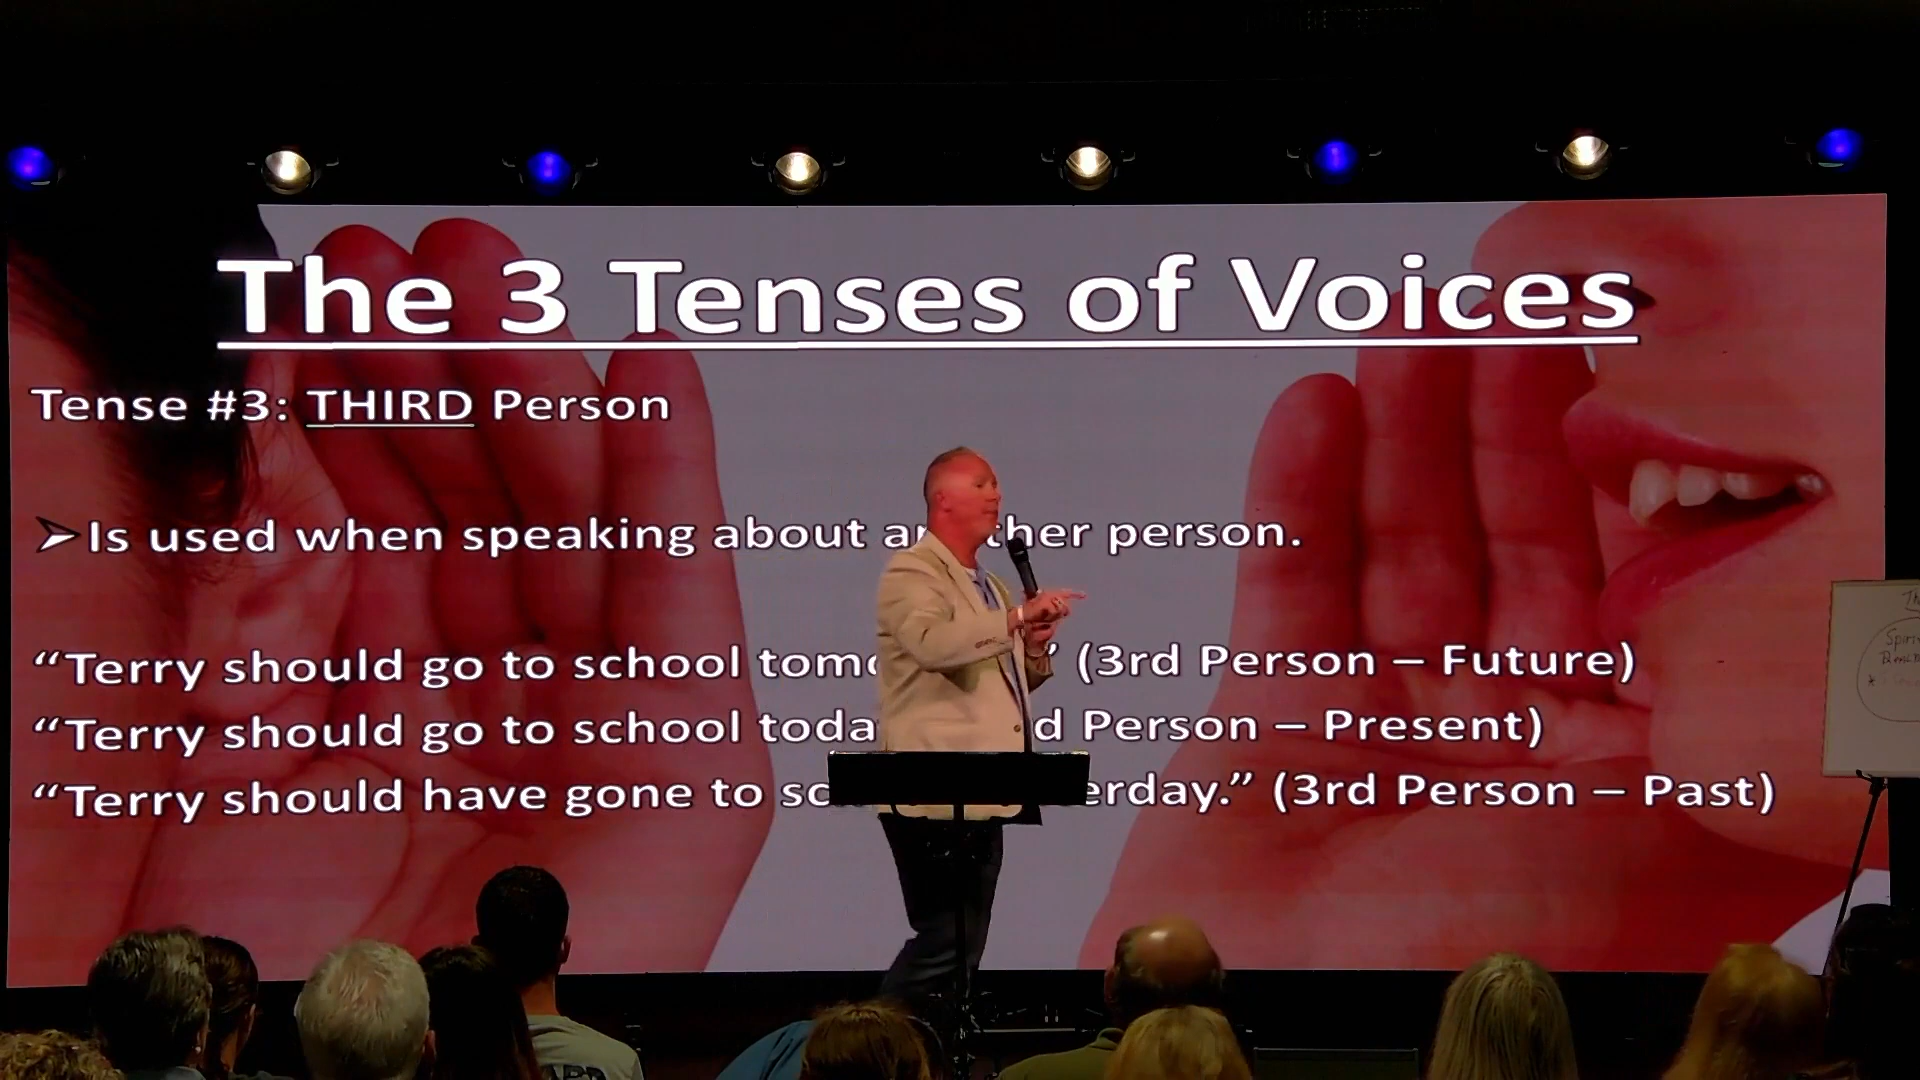 The 3 Tenses of Voices
Tense #3: THIRD Person
➢Is used when speaking about an ther person.
“Terry should go to school tomo ” (3rd Person – Future)
“Terry should go to school toda d Person – Present)
“Terry should have gone to sc erday.” (3rd Person – Past)